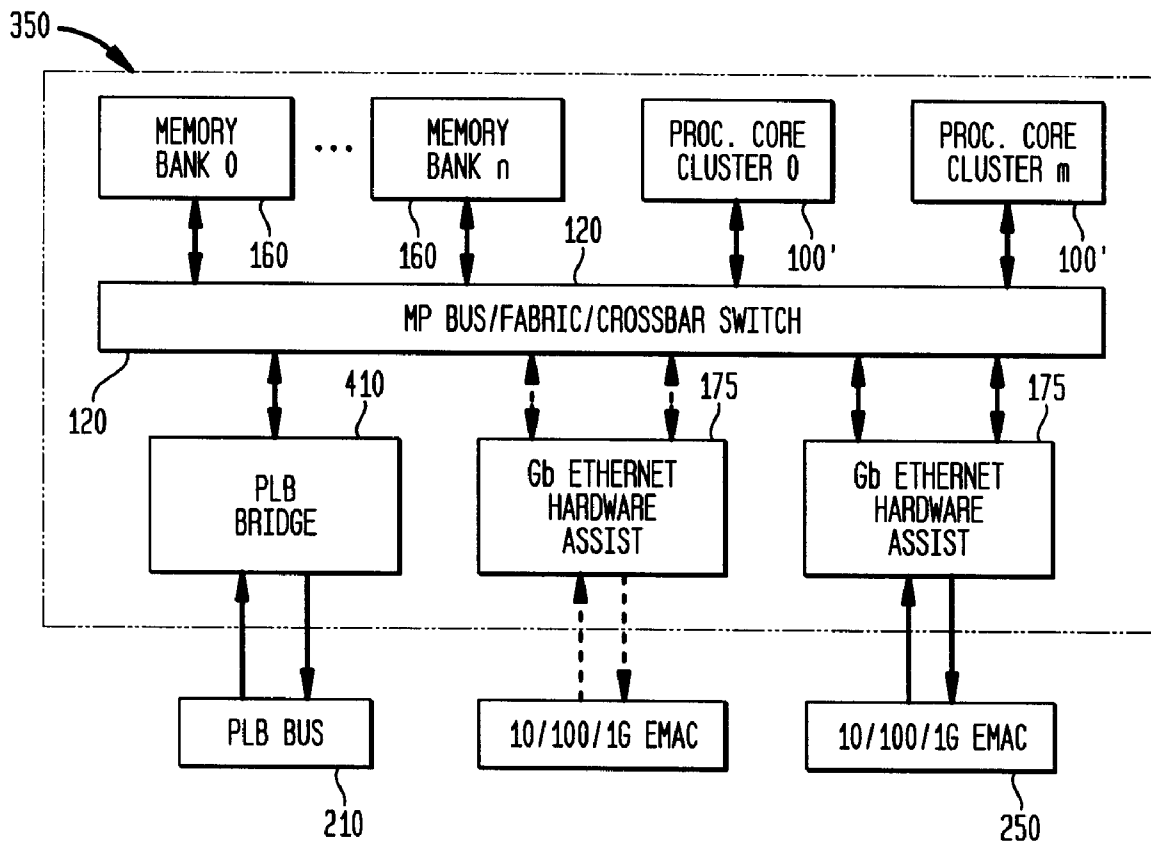 350
MEMORY
BANK 0
...
MEMORY
BANK n
PROC. CORE
CLUSTER 0
PROC. CORE
CLUSTER m
160
160
120
100'
100'
MP BUS/FABRIC/CROSSBAR SWITCH
120
410
175
175
PLB
BRIDGE
Gb ETHERNET
HARDWARE
ASSIST
Gb ETHERNET
HARDWARE
ASSIST
PLB BUS
10/100/1G EMAC
10/100/1G EMAC
210
250